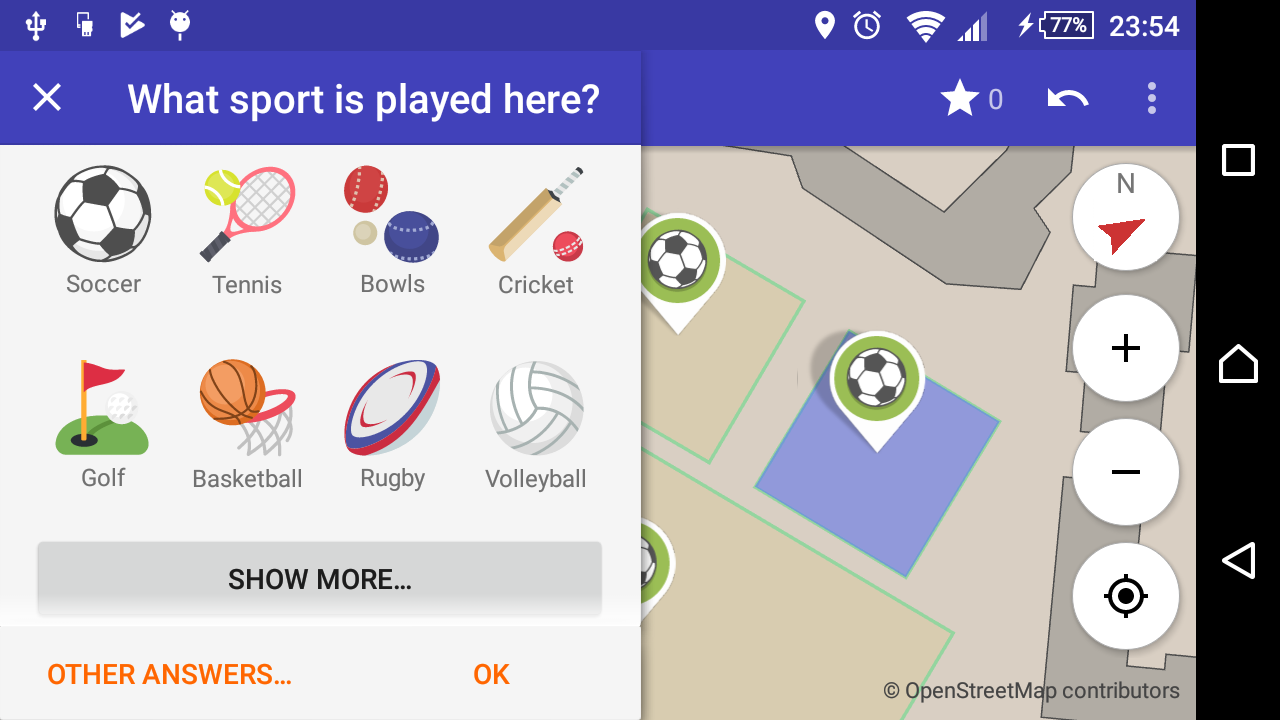 77% 23:54
What sport is played here?
0
N
Soccer Tennis Bowls Cricket
Golf Basketball Rugby Volleyball
SHOW MORE…
OTHER ANSWERS… OK
© OpenStreetMap contributors